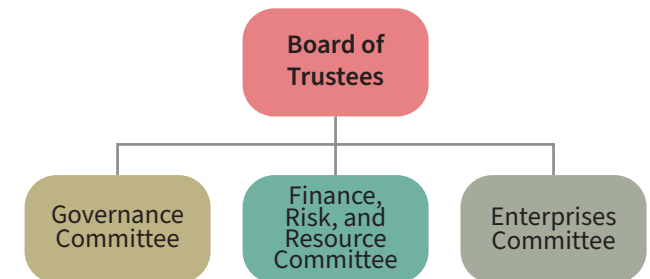 Board of
Trustees
Governance
Committee
Finance,
Risk, and
Resource
Committee
Enterprises
Committee